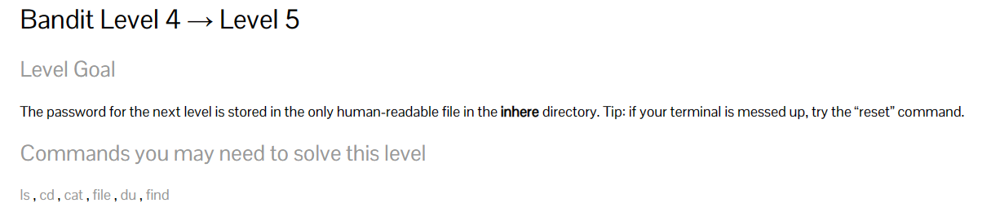 Bandit Level 4 → Level 5
Level Goal
The password for the next level is stored in the only human-readable file in the inhere directory. Tip: if your terminal is messed up, try the “reset” command.
Commands you may need to solve this level
ls , cd , cat , file , du , find